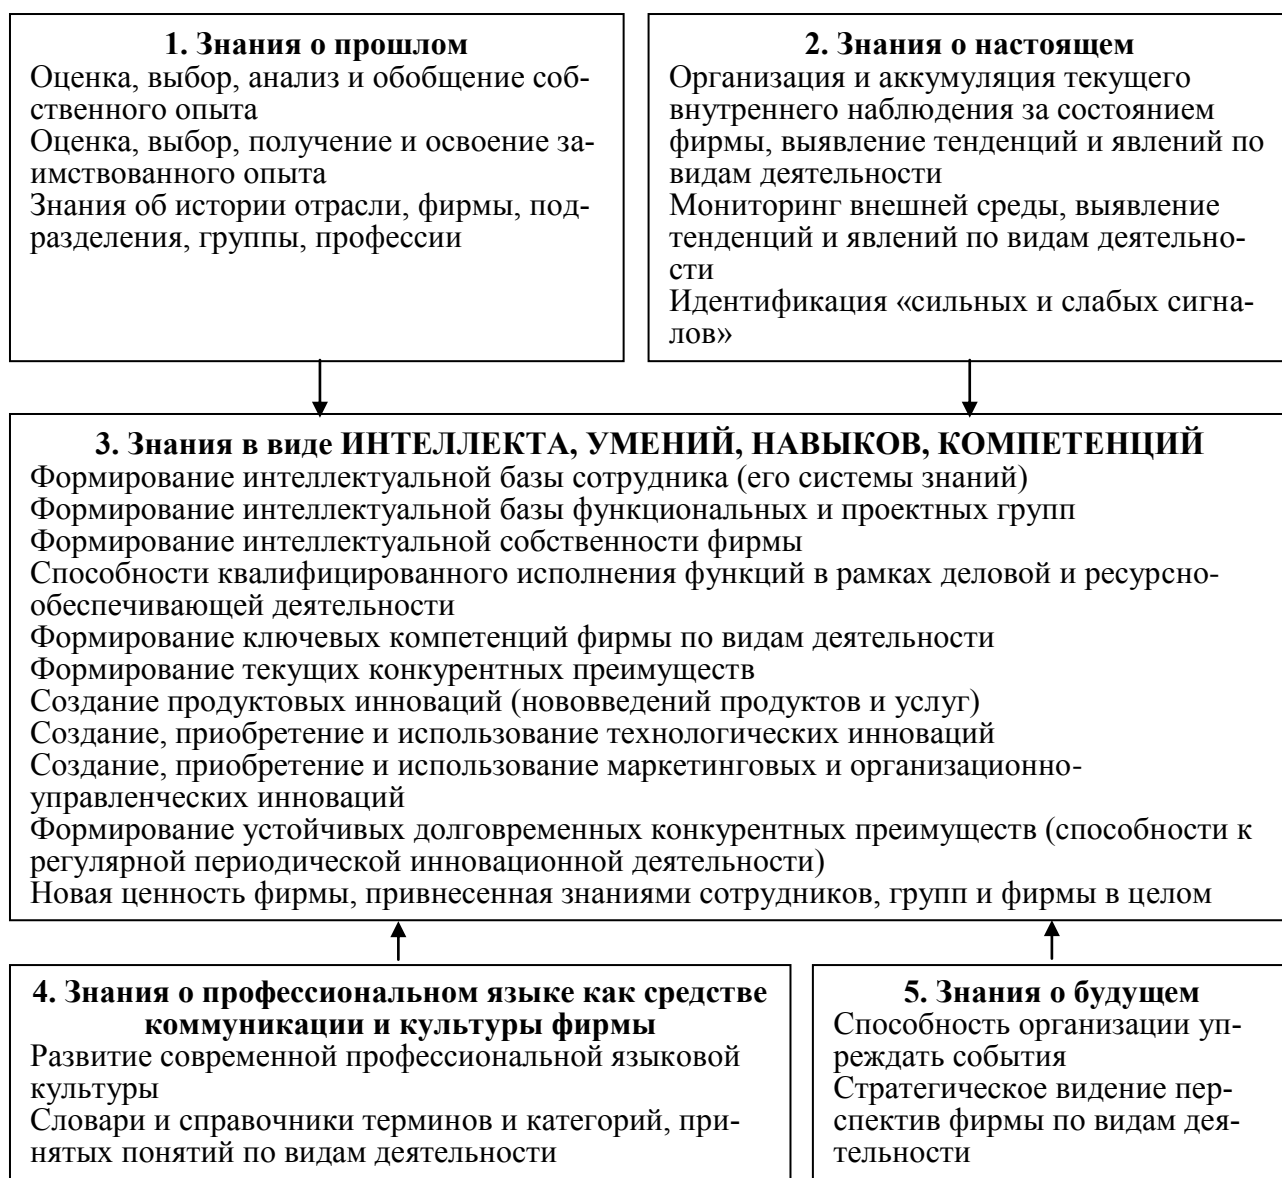 1. Знания о прошлом
Оценка, выбор, анализ и обобщение соб-
ственного опыта
Оценка, выбор, получение и освоение за-
имствованного опыта
Знания об истории отрасли, фирмы, под-
разделения, группы, профессии
2. Знания о настоящем
Организация и аккумуляция текущего
внутреннего наблюдения за состоянием
фирмы, выявление тенденций и явлений по
видам деятельности
Мониторинг внешней среды, выявление
тенденций и явлений по видам деятельно-
сти
Идентификация «сильных и слабых сигна-
лов»
3. Знания в виде ИНТЕЛЛЕКТА, УМЕНИЙ, НАВЫКОВ, КОМПЕТЕНЦИЙ
Формирование интеллектуальной базы сотрудника (его системы знаний)
Формирование интеллектуальной базы функциональных и проектных групп
Формирование интеллектуальной собственности фирмы
Способности квалифицированного исполнения функций в рамках деловой и ресурсно-
обеспечивающей деятельности
Формирование ключевых компетенций фирмы по видам деятельности
Формирование текущих конкурентных преимуществ
Создание продуктовых инноваций (нововведений продуктов и услуг)
Создание, приобретение и использование технологических инноваций
Создание, приобретение и использование маркетинговых и организационно-
управленческих инноваций
Формирование устойчивых долговременных конкурентных преимуществ (способности к
регулярной периодической инновационной деятельности)
Новая ценность фирмы, привнесенная знаниями сотрудников, групп и фирмы в целом
4. Знания о профессиональном языке как средстве
коммуникации и культуры фирмы
Развитие современной профессиональной языковой
культуры
Словари и справочники терминов и категорий, при-
нятых понятий по видам деятельности
5. Знания о будущем
Способность организации уп-
реждать события
Стратегическое видение пер-
спектив фирмы по видам дея-
тельности